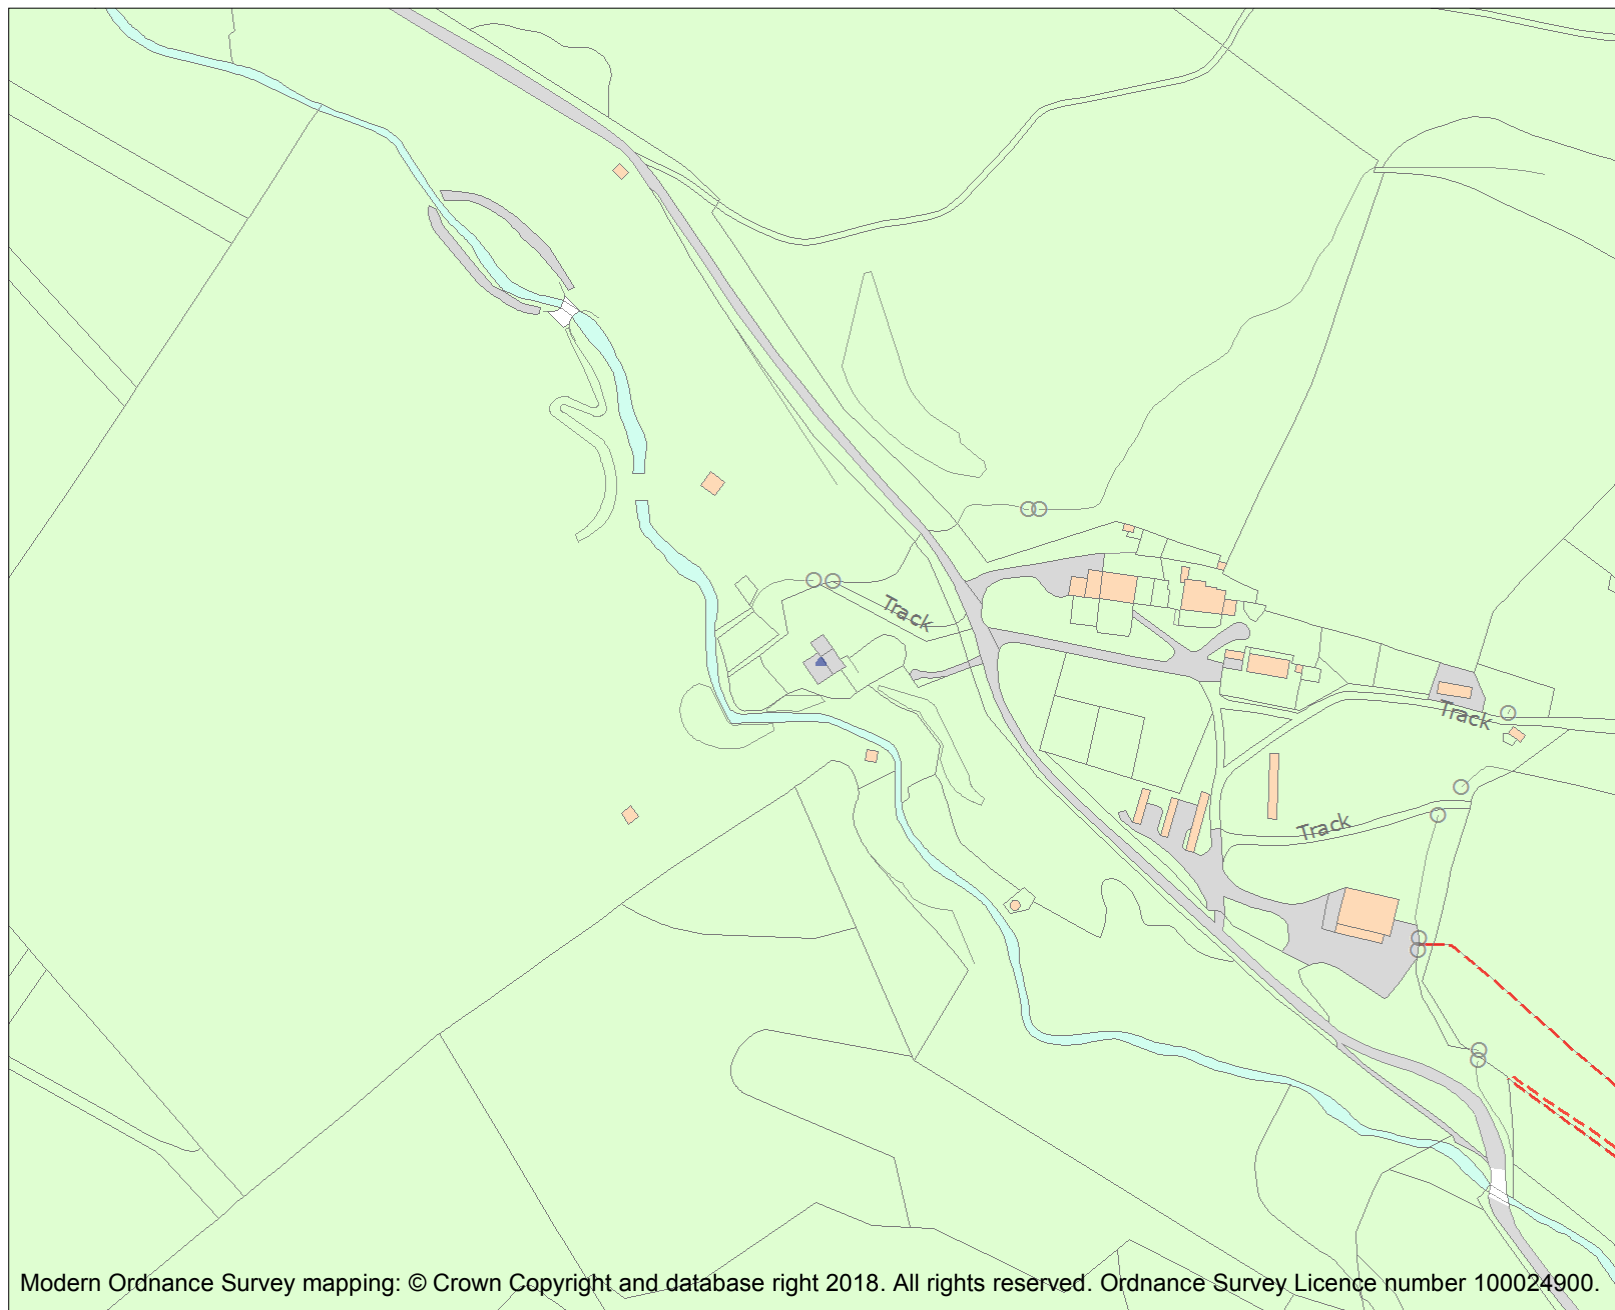 Track
Track
Track
Modern Ordnance Survey mapping: © Crown Copyright and database right 2018. All rights reserved. Ordnance Survey Licence number 100024900.